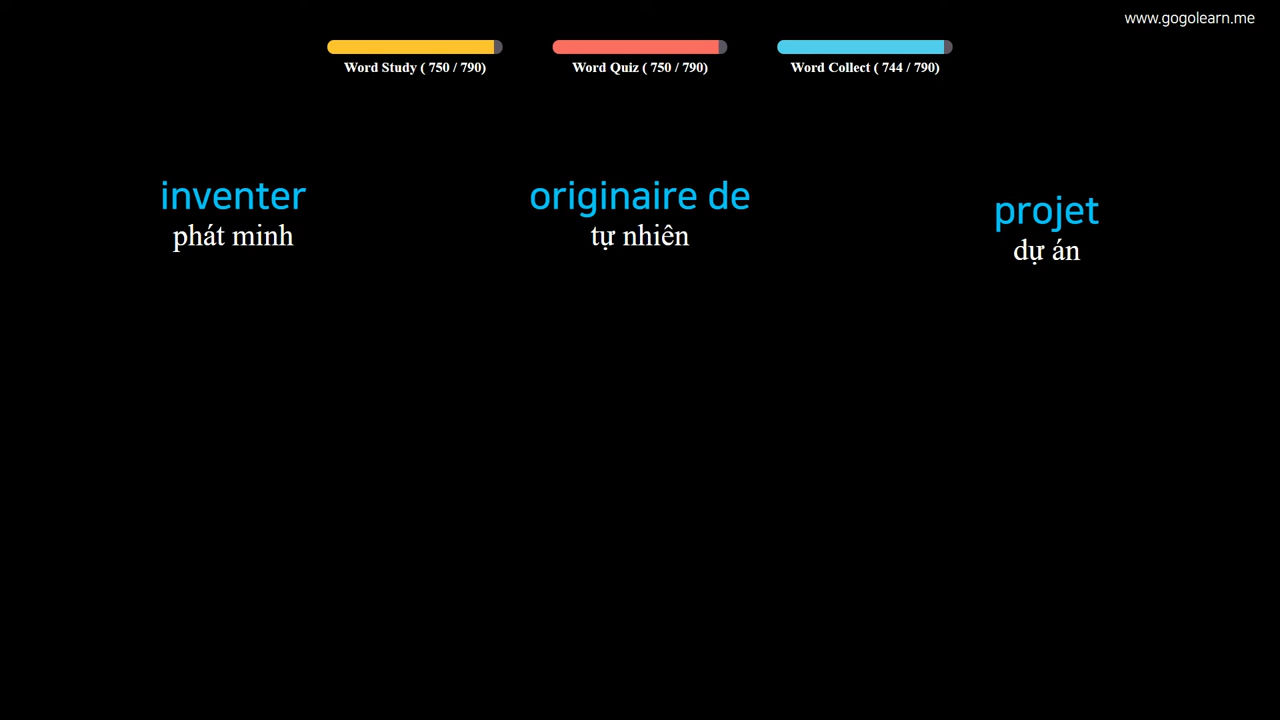 www.gogolearn.me
Word Study ( 750 / 790)
Word Quiz ( 750 / 790)
Word Collect ( 744 / 790)
inventer
phát minh
originaire de
tự nhiên
projet
dự án